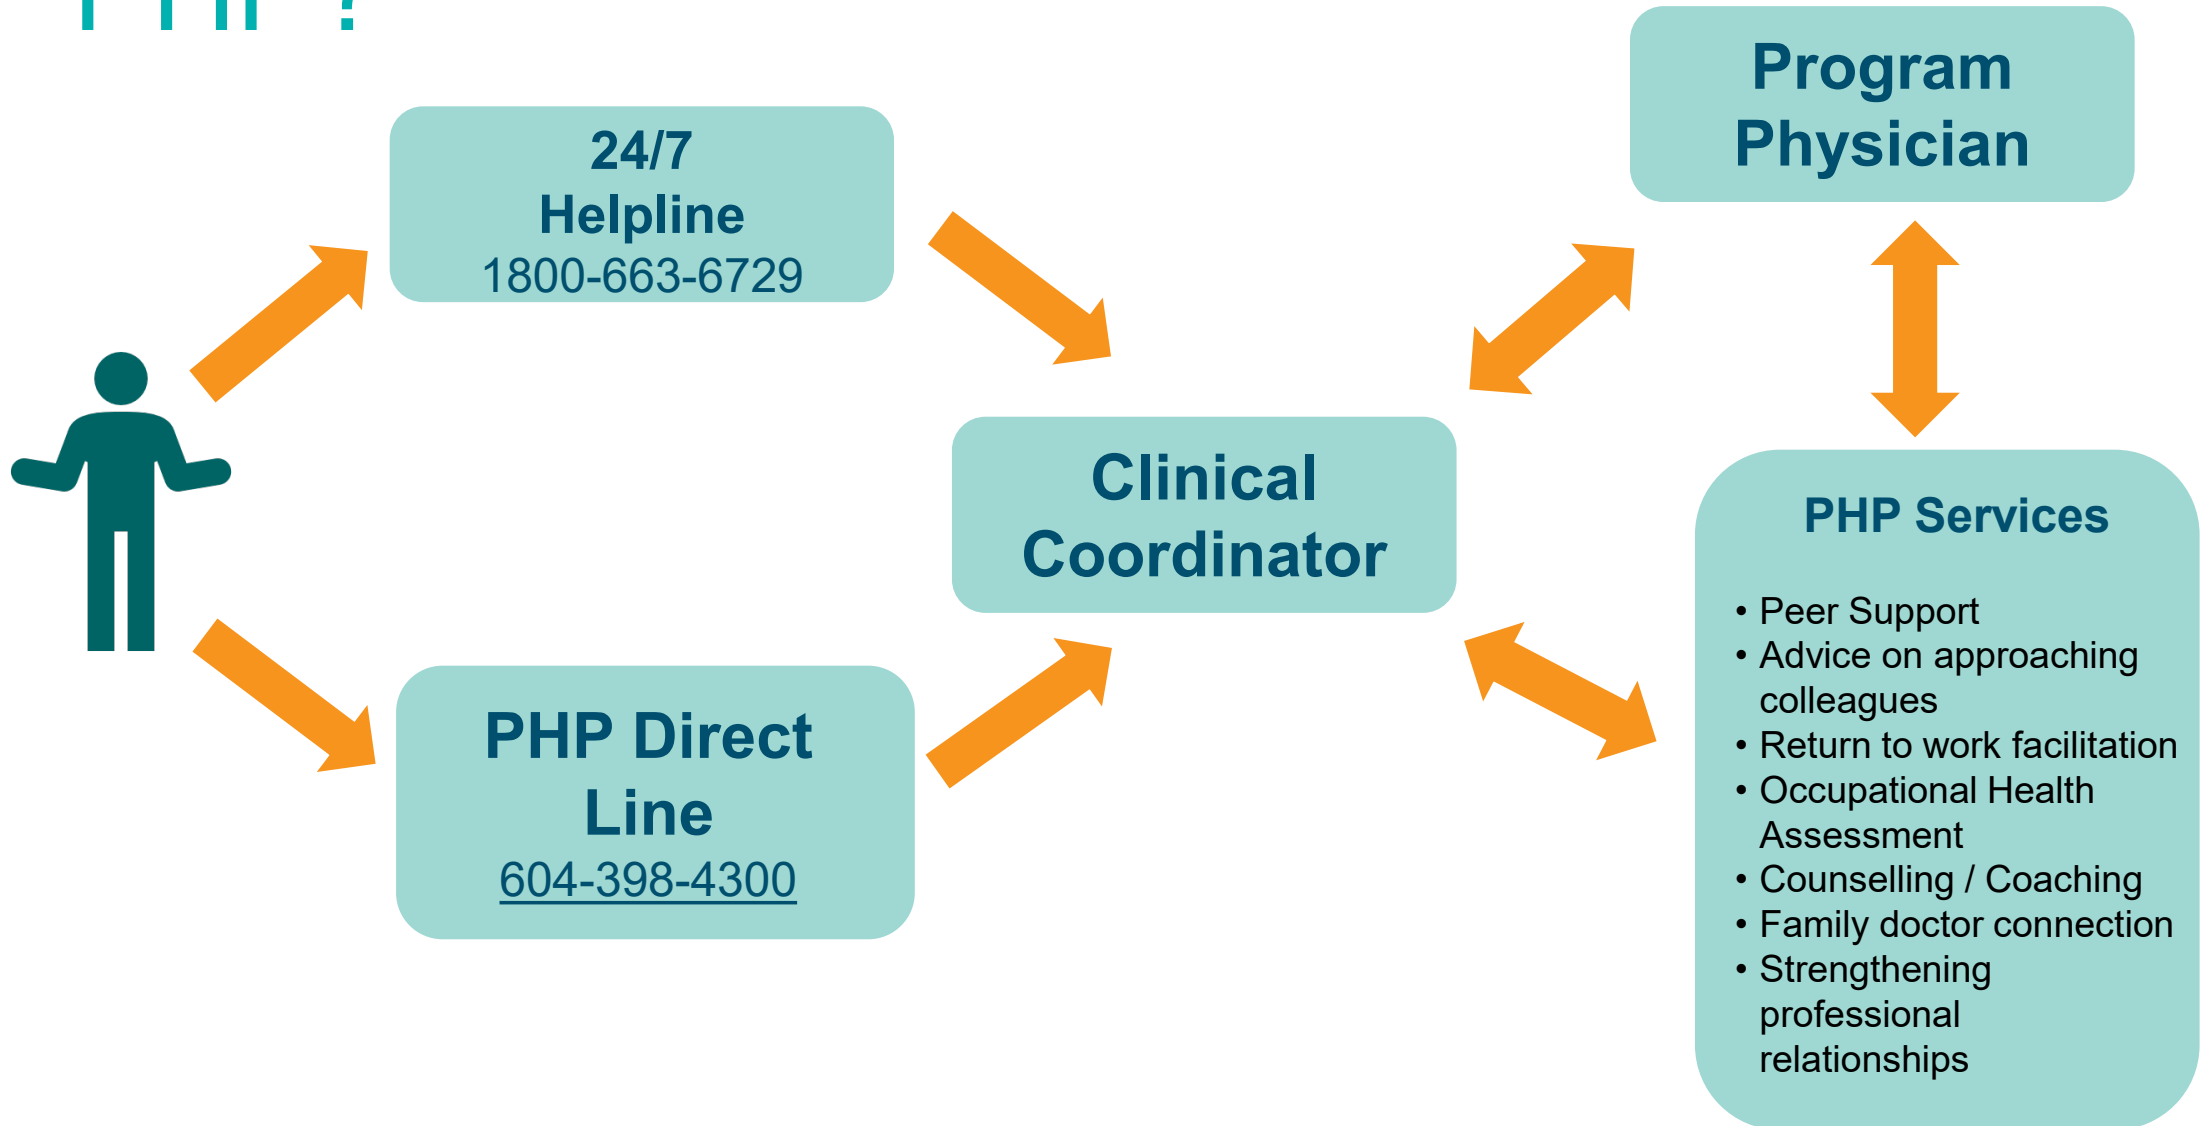 24/7
Helpline
1800-663-6729
Program
Physician
Clinical
Coordinator
PHP Direct
Line
604-398-4300
PHP Services
• Peer Support
• Advice on approaching
colleagues
• Return to work facilitation
• Occupational Health
Assessment
• Counselling / Coaching
• Family doctor connection
• Strengthening
professional
relationships